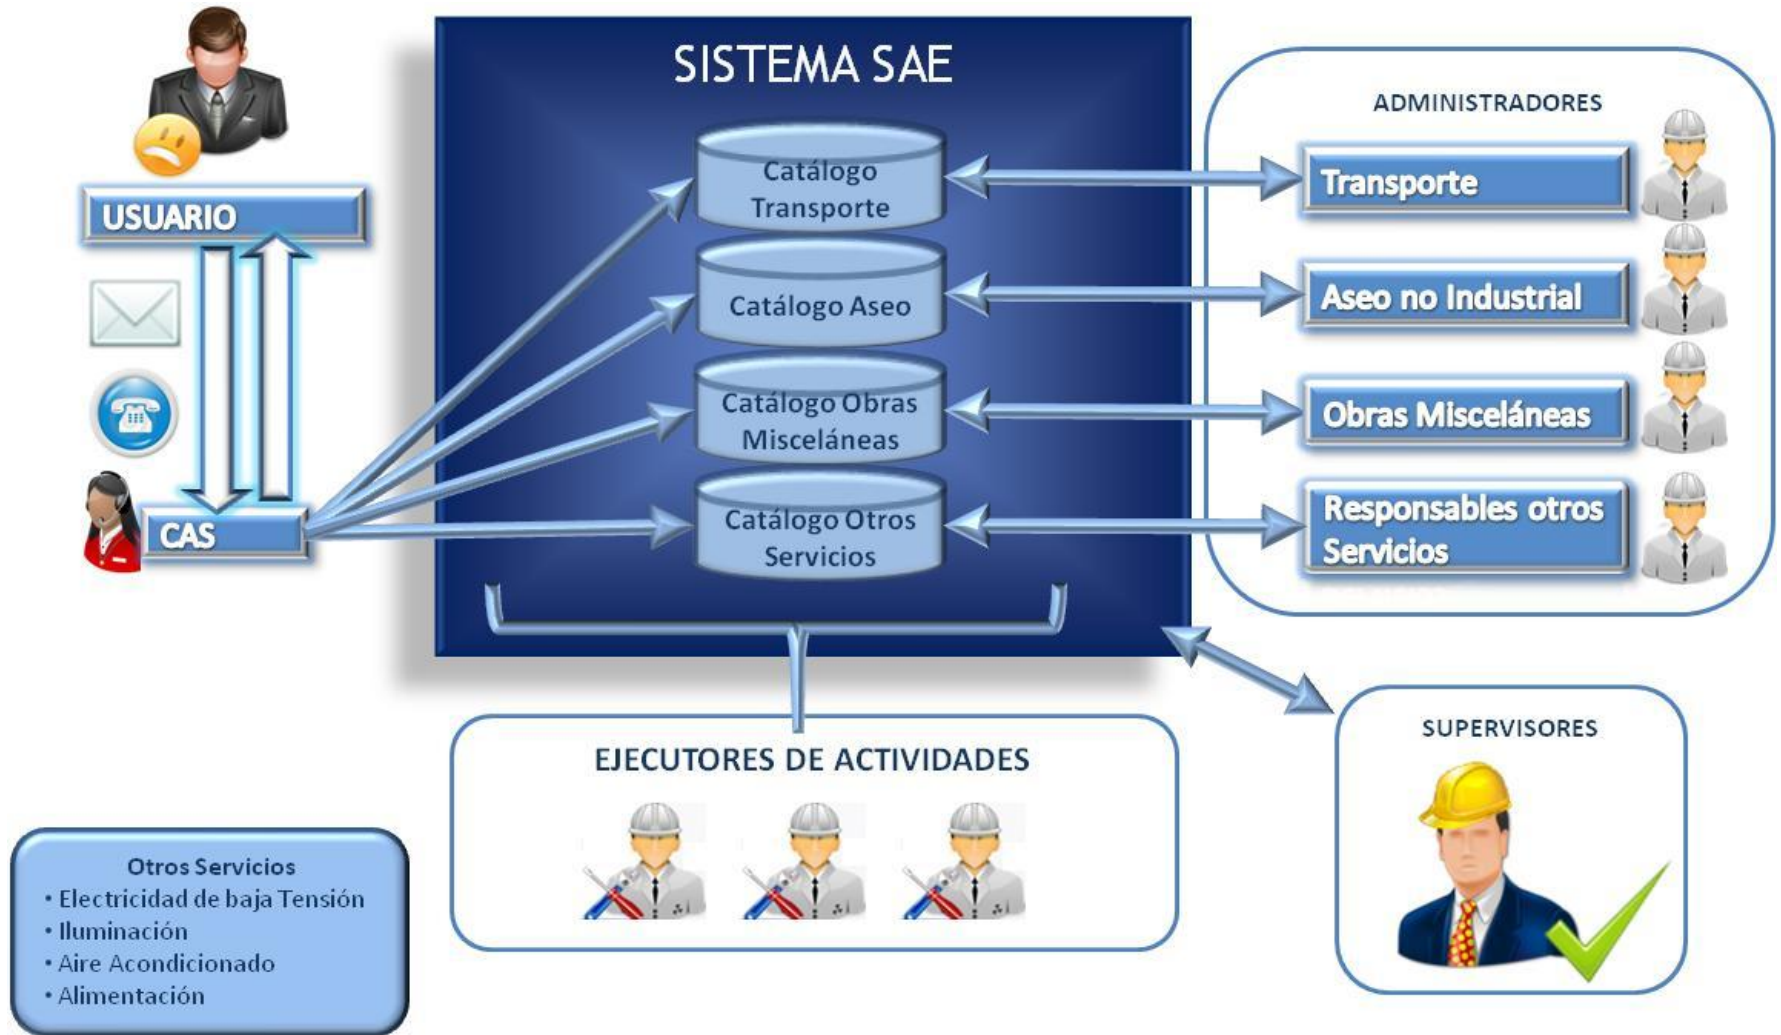 SISTEMA SAE
USUARIO
CAS
Catálogo
Transporte
Catálogo Aseo
Catálogo Obras
Misceláneas
Catálogo Otros
Servicios
ADMINISTRADORES
Transporte
Aseo no Industrial
Obras Misceláneas
Responsables otros
Servicios
EJECUTORES DE ACTIVIDADES
SUPERVISORES
Otros Servicios
• Electricidad de baja Tensión
• Iluminación
• Aire Acondicionado
• Alimentación